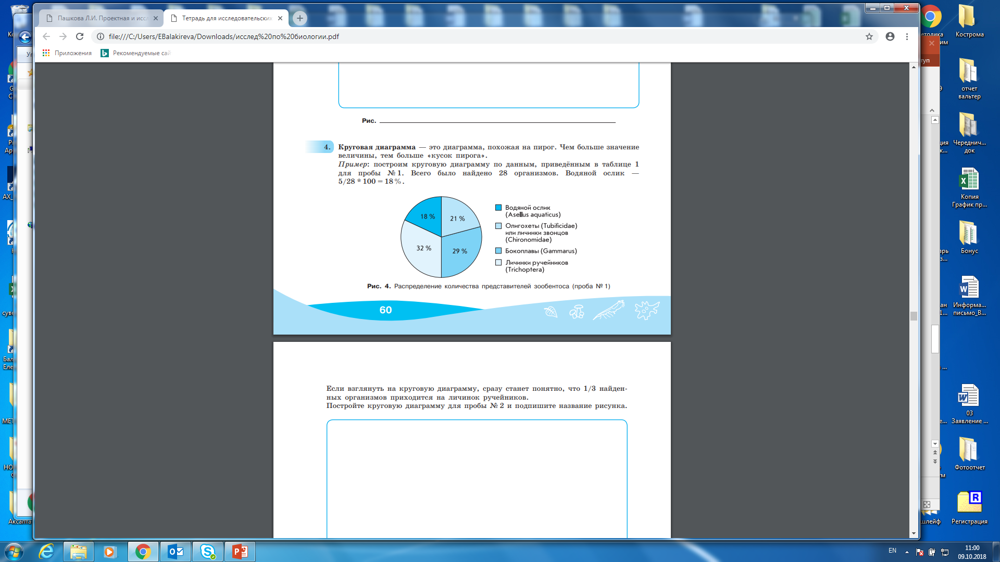 Пашкова Л.И. Проектная и исс
Тетрадь для исследовательских
file:///C:/Users/EBalakireva/Downloads/исслед%20по%20биологии.pdf
Приложения
Рекомендуемые сай
Рис.
4. Круговая диаграмма — это диаграмма, похожая на пирог. Чем больше значение
величины, тем больше «кусок пирога».
Пример: построим круговую диаграмму по данным, приведённым в таблице 1
для пробы № 1. Всего было найдено 28 организмов. Водяной ослик —
5/28 * 100 = 18 %.
18 %
21 %
32 %
29 %
Водяной ослик
(Asellus aquaticus)
Олигохеты (Tubificidae)
или личинки звонцов
(Chironomidae)
Бокоплавы (Gammarus)
Личинки ручейников
(Trichoptera)
Рис. 4. Распределение количества представителей зообентоса (проба № 1)
60
Если взглянуть на круговую диаграмму, сразу станет понятно, что 1/3 найден-
ных организмов приходится на личинок ручейников.
Постройте круговую диаграмму для пробы № 2 и подпишите название рисунка.
Кострома
отчет
вальтер
Череднич...
док
Копия
График пр...
Бонус
Информа...
письмо_В...
03
Заявление ...
Фотоотчет
R
Регистрация
шлейф
Аксапта
EN
11:00
09.10.2018